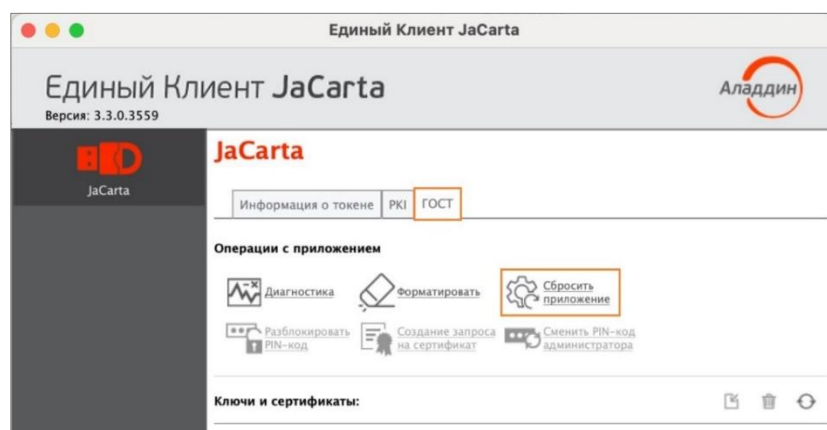 Единый Клиент JaCarta
Единый Клиент JaCarta
Версия: 3.3.0.3559
Аладдин
JaCarta
JaCarta
Информация о токене PKI ГОСТ
Операции с приложением
Диагностика
Форматировать
Сбросить
приложение
Разблокировать
PIN-код
Создание запроса
на сертификат
Сменить PIN-код
администратора
Ключи и сертификаты: